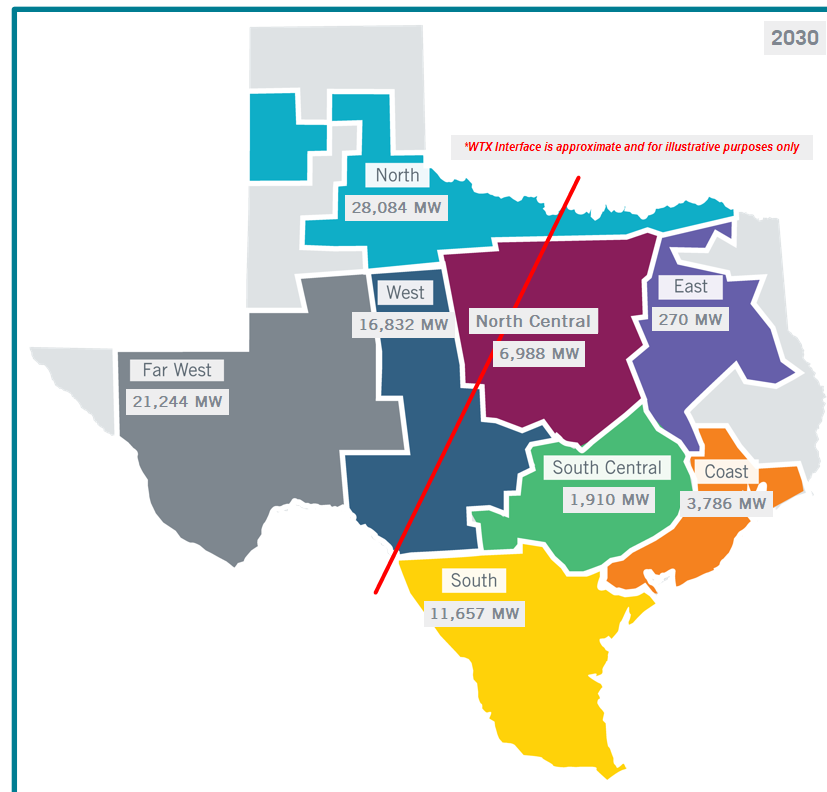 2030
*WTX Interface is approximate and for illustrative purposes only
North
28,084 MW
West
16,832 MW
North Central
6,988 MW
East
270 MW
Far West
21,244 MW
South Central
1,910 MW
Coast
3,786 MW
South
11,657 MW